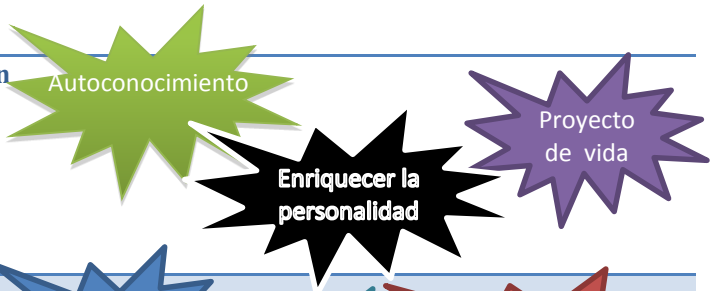 Autoconocimiento
Proyecto
de vida
Enriquecer la
personalidad